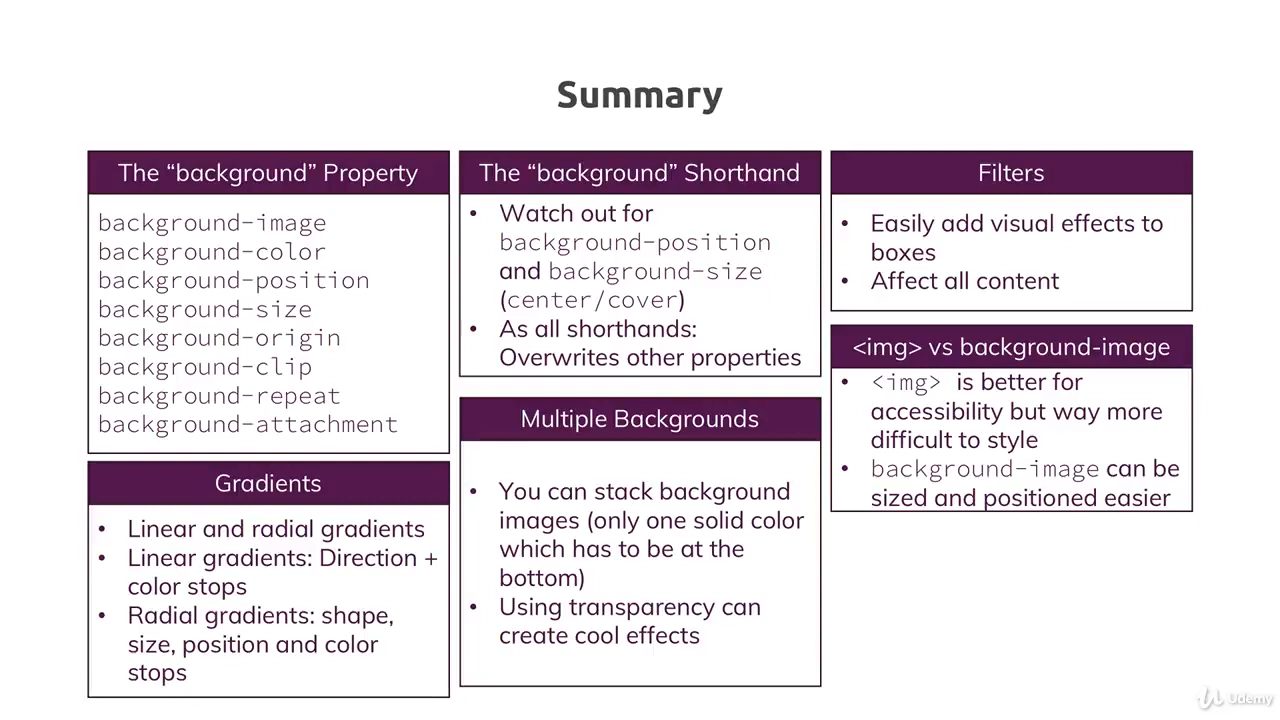 Summary
The “background” Property
background-image
background-color
background-position
background-size
background-origin
background-clip
background-repeat
background-attachment
Gradients
• Linear and radial gradients
• Linear gradients: Direction +
color stops
• Radial gradients: shape,
size, position and color
stops
The “background” Shorthand
• Watch out for
background-position
and background-size
(center/cover)
• As all shorthands:
Overwrites other properties
Multiple Backgrounds
• You can stack background
images (only one solid color
which has to be at the
bottom)
• Using transparency can
create cool effects
Filters
• Easily add visual effects to
boxes
• Affect all content
<img> vs background-image
• <img> is better for
accessibility but way more
difficult to style
• background-image can be
sized and positioned easier
Udemy